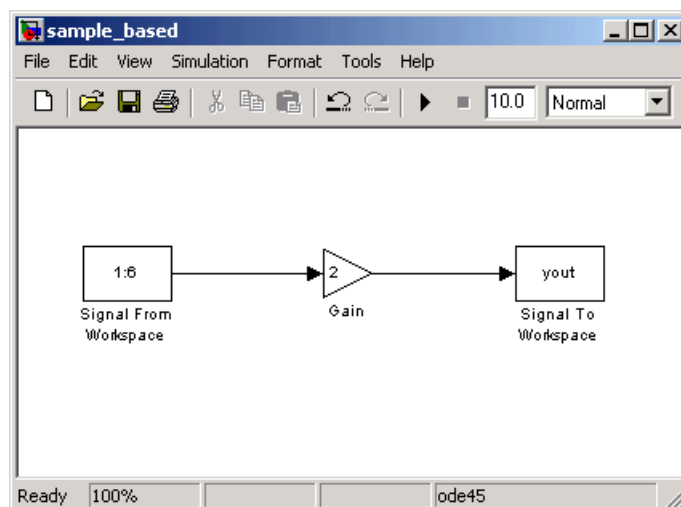 sample_based
File Edit View Simulation Format Tools Help
10.0 Normal
1:6 2 yout
Signal From Workspace
Gain
Signal To Workspace
Ready 100% ode45